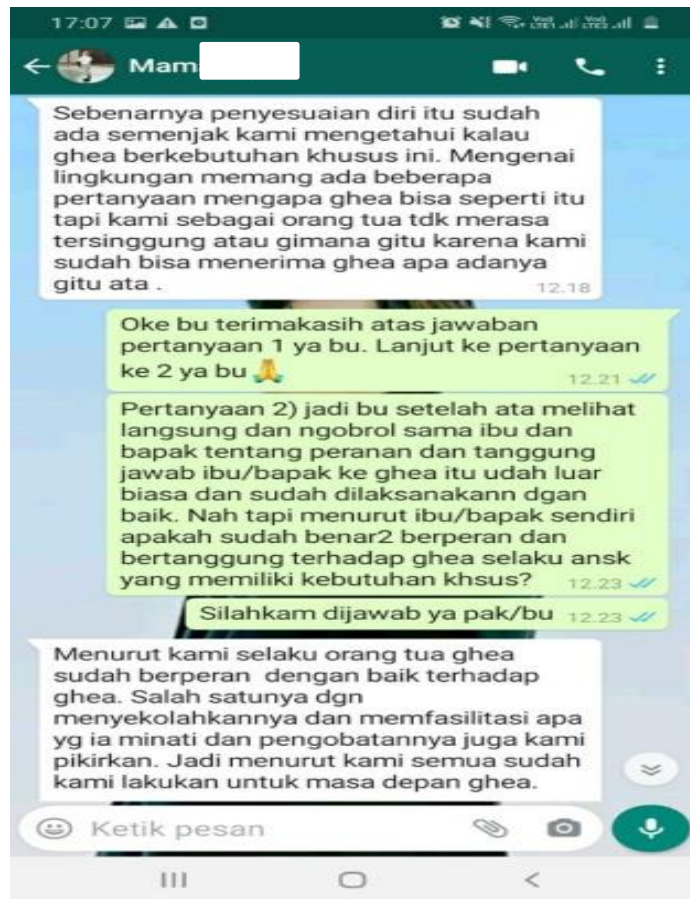 17:07
Mam
Sebenarnya penyesuaian diri itu sudah
ada semenjak kami mengetahui kalau
ghea berkebutuhan khusus ini. Mengenai
lingkungan memang ada beberapa
pertanyaan mengapa ghea bisa seperti itu
tapi kami sebagai orang tua tdk merasa
tersinggung atau gimana gitu karena kami
sudah bisa menerima ghea apa adanya
gitu ata .
12.18
Oke bu terimakasih atas jawaban
pertanyaan 1 ya bu. Lanjut ke pertanyaan
ke 2 ya bu 🙏
12.21
Pertanyaan 2) jadi bu setelah ata melihat
langsung dan ngobrol sama ibu dan
bapak tentang peranan dan tanggung
jawab ibu/bapak ke ghea itu udah luar
biasa dan sudah dilaksanakann dgan
baik. Nah tapi menurut ibu/bapak sendiri
apakah sudah benar2 berperan dan
bertanggung terhadap ghea selaku ansk
yang memiliki kebutuhan khsus?
12.23
Silahkam dijawab ya pak/bu
12.23
Menurut kami selaku orang tua ghea
sudah berperan dengan baik terhadap
ghea. Salah satunya dgn
menyekolahkannya dan memfasilitasi apa
yg ia minati dan pengobatannya juga kami
pikirkan. Jadi menurut kami semua sudah
kami lakukan untuk masa depan ghea.
Ketik pesan